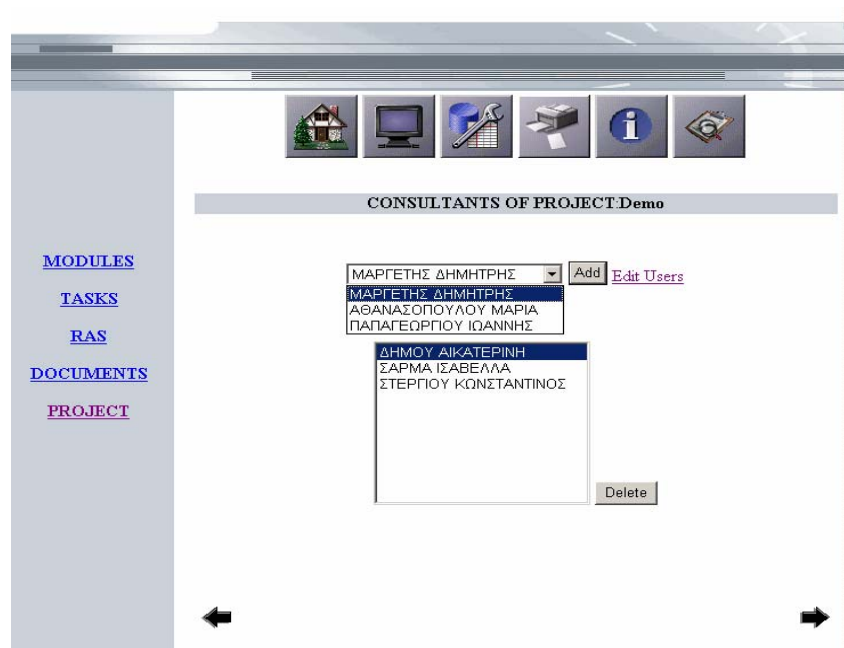 CONSULTANTS OF PROJECT:Demo
MODULES
TASKS
RAS
DOCUMENTS
PROJECT
ΜΑΡΓΕΤΗΣ ΔΗΜΗΤΡΗΣ
Add
Edit Users
ΜΑΡΓΕΤΗΣ ΔΗΜΗΤΡΗΣ
ΑΘΑΝΑΣΟΠΟΥΛΟΥ ΜΑΡΙΑ
ΠΑΠΑΓΕΩΡΓΙΟΥ ΙΩΑΝΝΗΣ
ΔΗΜΟΥ ΑΙΚΑΤΕΡΙΝΗ
ΣΑΡΜΑ ΙΣΑΒΕΛΛΑ
ΣΤΕΡΓΙΟΥ ΚΩΝΣΤΑΝΤΙΝΟΣ
Delete